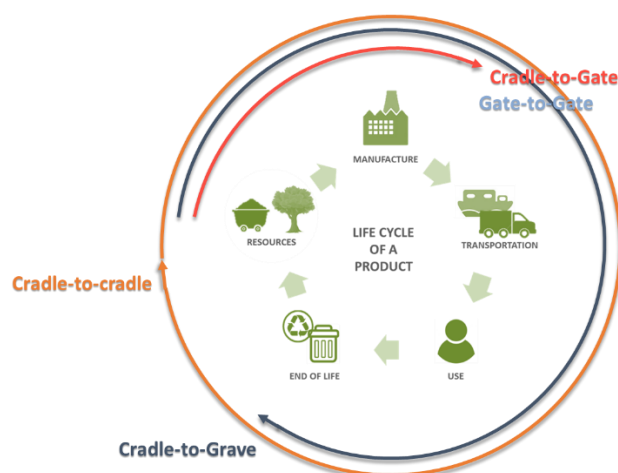 Cradle-to-Gate
Gate-to-Gate
MANUFACTURE
RESOURCES
LIFE CYCLE
OF A
PRODUCT
TRANSPORTATION
Cradle-to-cradle
END OF LIFE
USE
Cradle-to-Grave